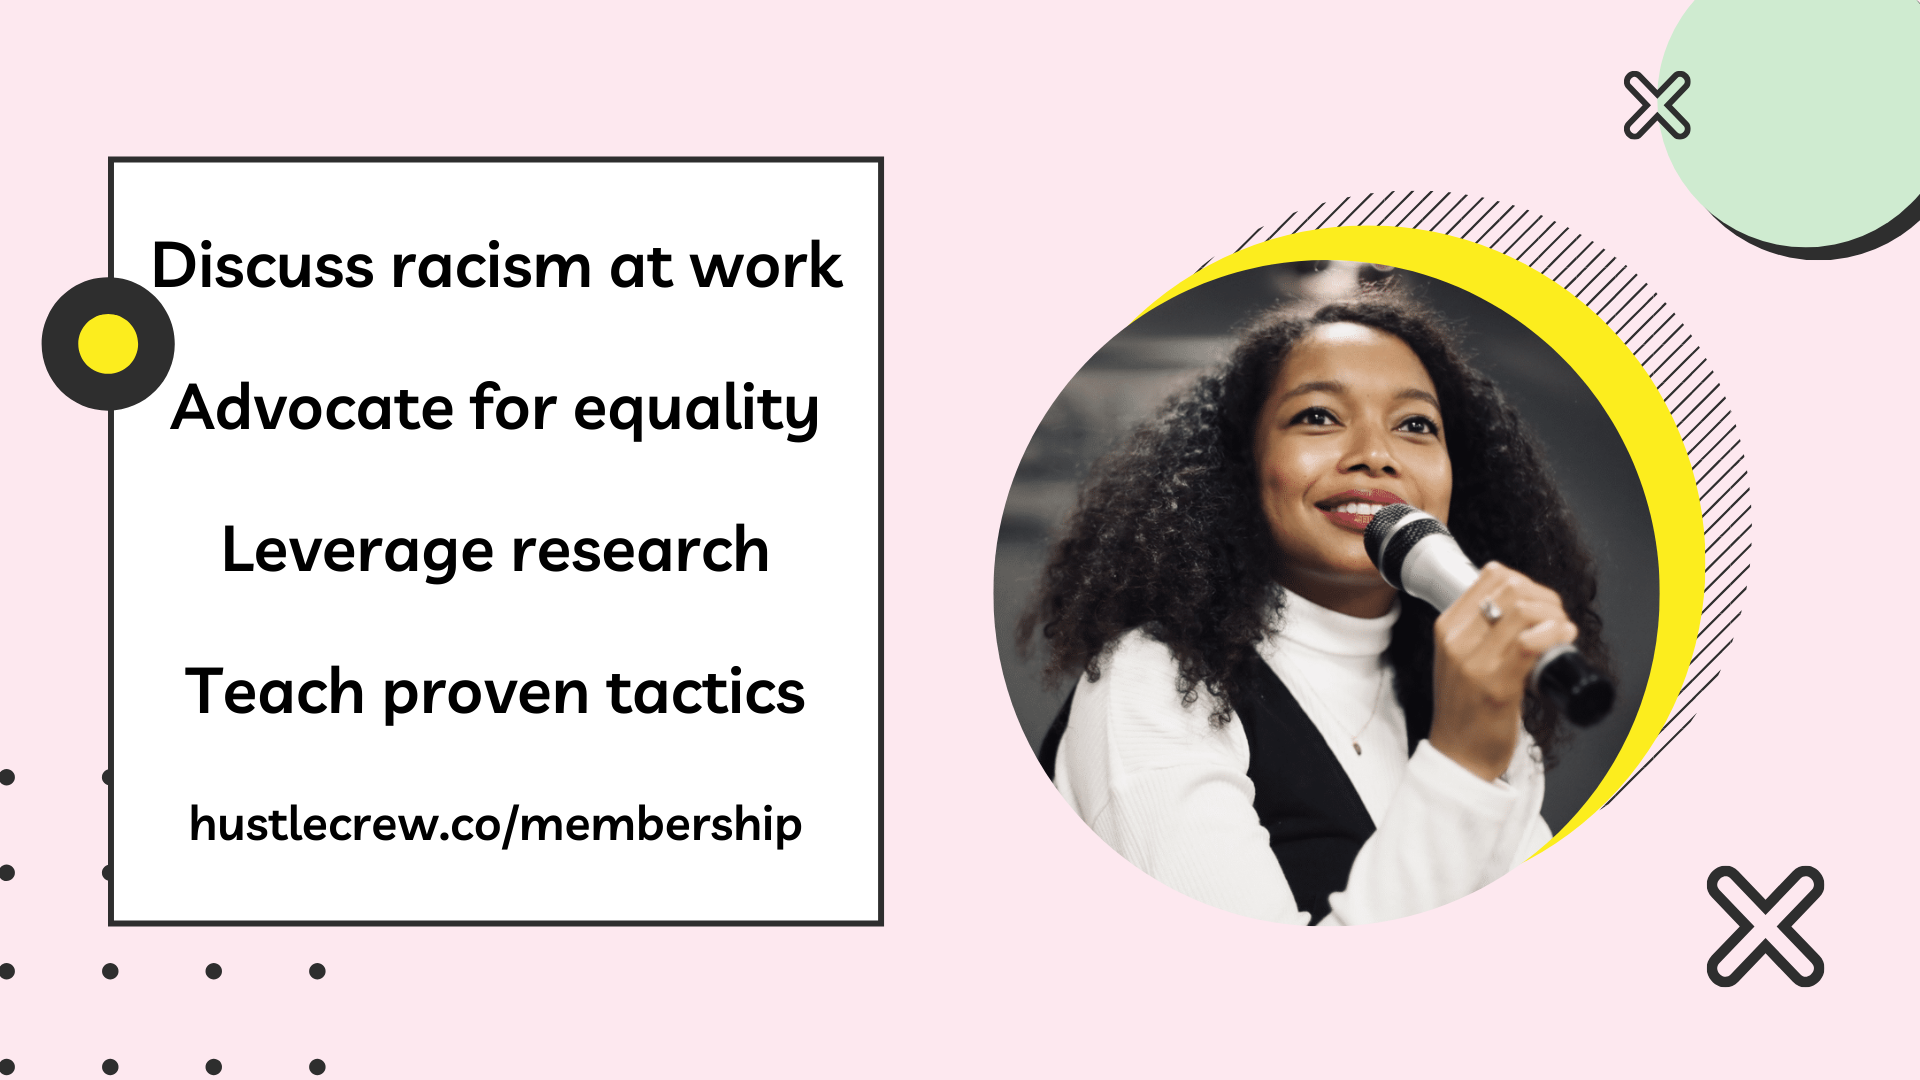 Discuss racism at work
Advocate for equality
Leverage research
Teach proven tactics
hustlecrew.co/membership